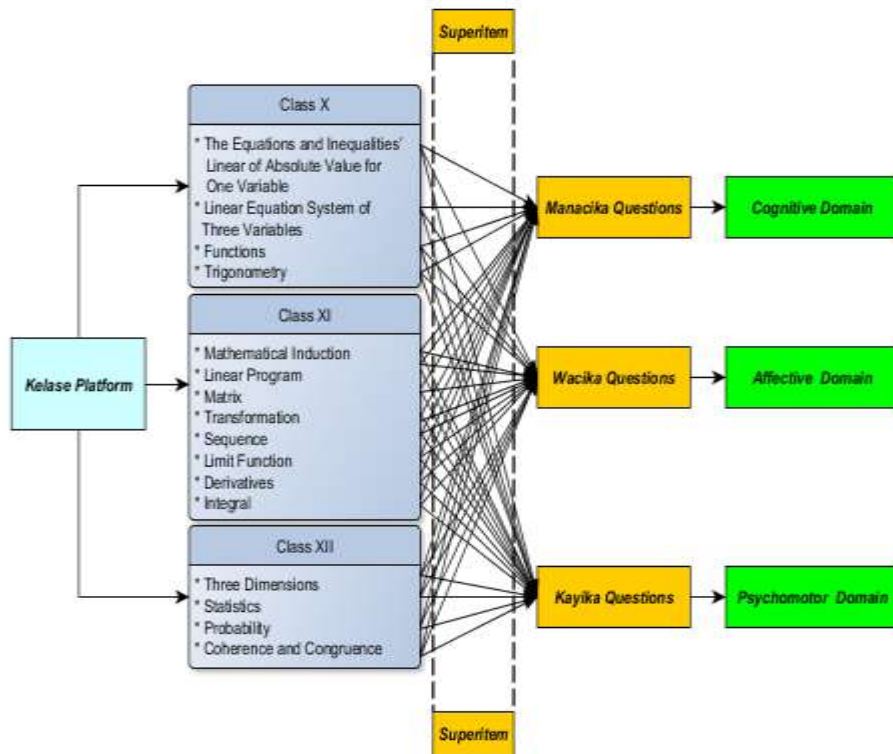 Superitem
Class X
* The Equations and Inequalities'
Linear of Absolute Value for
One Variable
* Linear Equation System of
Three Variables
* Functions
* Trigonometry
Class XI
* Mathematical Induction
* Linear Program
* Matrix
* Transformation
* Sequence
* Limit Function
* Derivatives
* Integral
Class XII
* Three Dimensions
* Statistics
* Probability
* Coherence and Congruence
Kelase Platform
Manacika Questions
Cognitive Domain
Wacika Questions
Affective Domain
Kayika Questions
Psychomotor Domain
Superitem